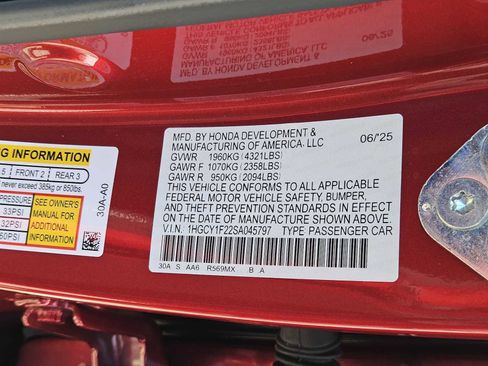 MFD. BY HONDA DEVELOPMENT &
MANUFACTURING OF AMERICA, LLC 06/25
GVWR 1960KG (4321LBS)
GAWR F 1070KG (2358LBS)
GAWR R 950KG (2094LBS)
THIS VEHICLE CONFORMS TO ALL APPLICABLE
FEDERAL MOTOR VEHICLE SAFETY, BUMPER,
AND THEFT PREVENTION STANDARDS IN EFFECT
ON THE DATE OF MANUFACTURE SHOWN ABOVE.
V.I.N. : 1HGCY1F22SA045797 TYPE PASSENGER CAR
30A S AA6 R569MX B A
NG INFORMATION
5 FRONT 2 REAR 3
never exceed 385kg or 850lbs.
PRESSURE
33PSI
32PSI
60PSI
SEE OWNER'S
MANUAL FOR
ADDITIONAL
INFORMATION
30A-A0